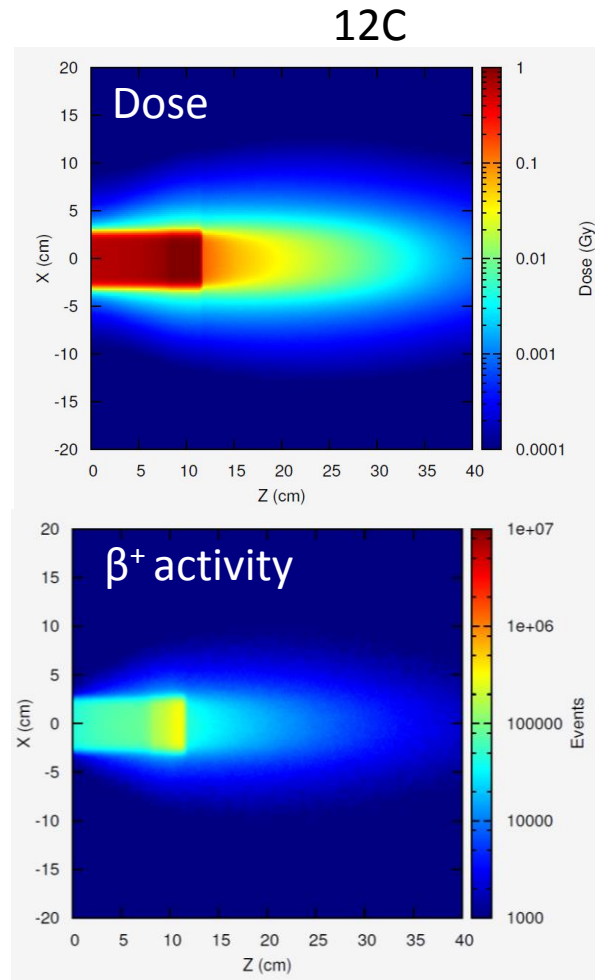 12C
Dose
20
15
10
5
0
-5
-10
-15
-20
X (cm)
0 5 10 15 20 25 30 35 40
Z (cm)
1
0.1
0.01
0.001
0.0001
Dose (Gy)
β+ activity
20
15
10
5
0
-5
-10
-15
-20
X (cm)
0 5 10 15 20 25 30 35 40
Z (cm)
1e+07
1e+06
100000
10000
1000
Events